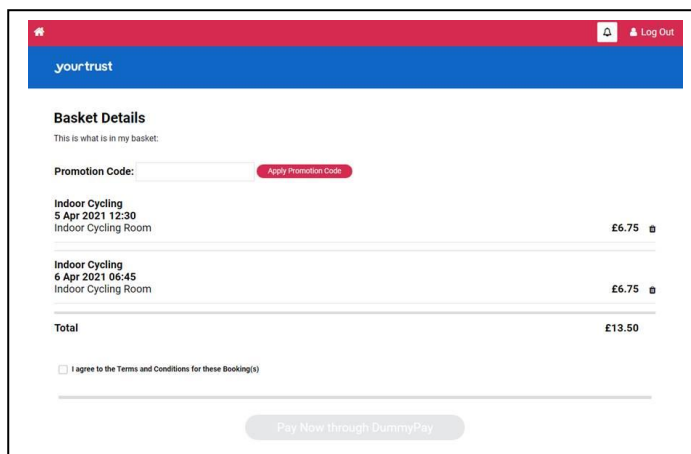 Log Out
your trust
Basket Details
This is what is in my basket:
Promotion Code: Apply Promotion Code
Indoor Cycling
5 Apr 2021 12:30
Indoor Cycling Room £6.75
Indoor Cycling
6 Apr 2021 06:45
Indoor Cycling Room £6.75
Total £13.50
I agree to the Terms and Conditions for these Booking(s)
Pay Now through DummyPay